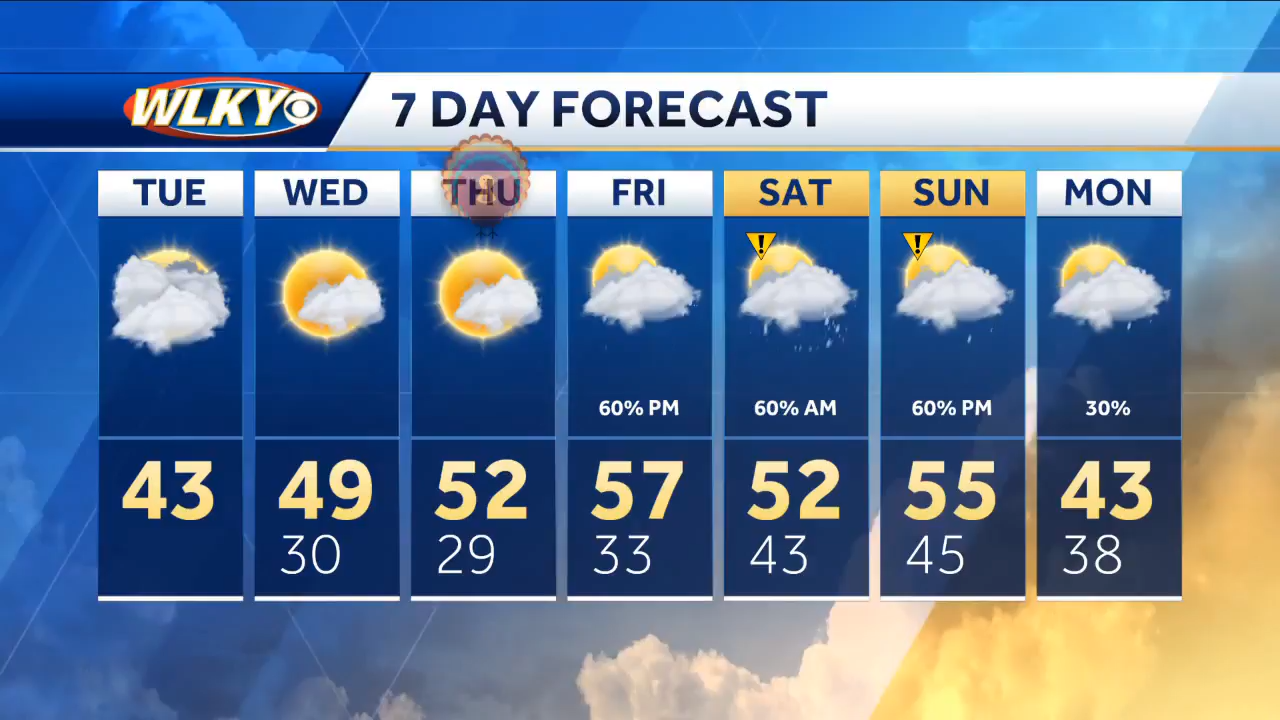 WLKY
7 DAY FORECAST
TUE WED THU FRI SAT SUN MON
! !
60% PM 60% AM 60% PM 30%
43 49 52 57 52 55 43
30 29 33 43 45 38